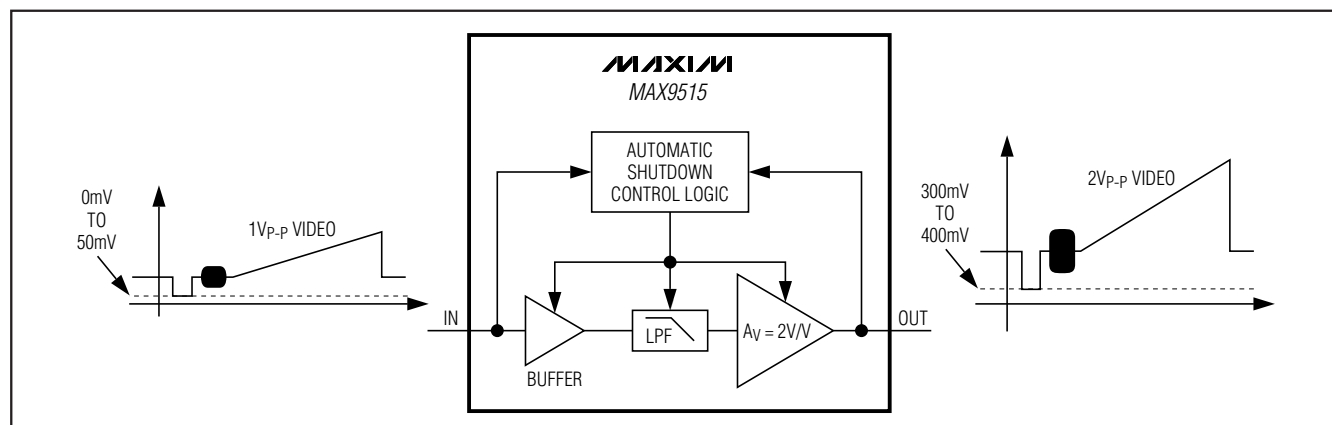 MAXIM
MAX9515
AUTOMATIC
SHUTDOWN
CONTROL LOGIC
0mV
TO
50mV
1VP-P VIDEO
300mV
TO
400mV
2VP-P VIDEO
IN
BUFFER
LPF
AV = 2V/V
OUT